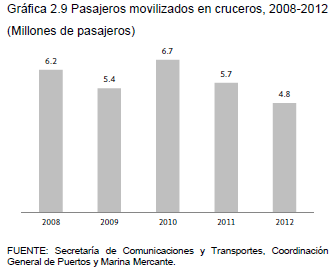 Gráfica 2.9 Pasajeros movilizados en cruceros, 2008-2012
(Millones de pasajeros)
6.2
5.4
6.7
5.7
4.8
2008
2009
2010
2011
2012
FUENTE: Secretaría de Comunicaciones y Transportes, Coordinación
General de Puertos y Marina Mercante.